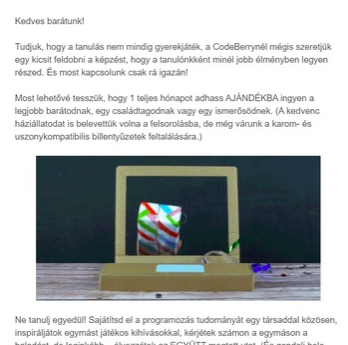 Kedves barátunk!
Tudjuk, hogy a tanulás nem mindig gyerekjáték, a CodeBerrynél mégis szeretjük
egy kicsit feldobni a képzést, hogy a tanulónkként minél jobb élményben legyen
részed. És most kapcsolunk csak rá igazán!
Most lehetővé tesszük, hogy 1 teljes hónapot adhass AJÁNDÉKBA ingyen a
legjobb barátodnak, egy családtagodnak vagy egy ismerősödnek. (A kedvenc
háziállatodat is belevettük volna a felsorolásba, de még várunk a karom- és
uszonykompatibilis billentyűzetek feltalálására.)
Ne tanulj egyedül! Sajátítsd el a programozás tudományát egy társaddal közösen,
inspiráljátok egymást játékos kihívásokkal, kérjétek számon a egymáson a